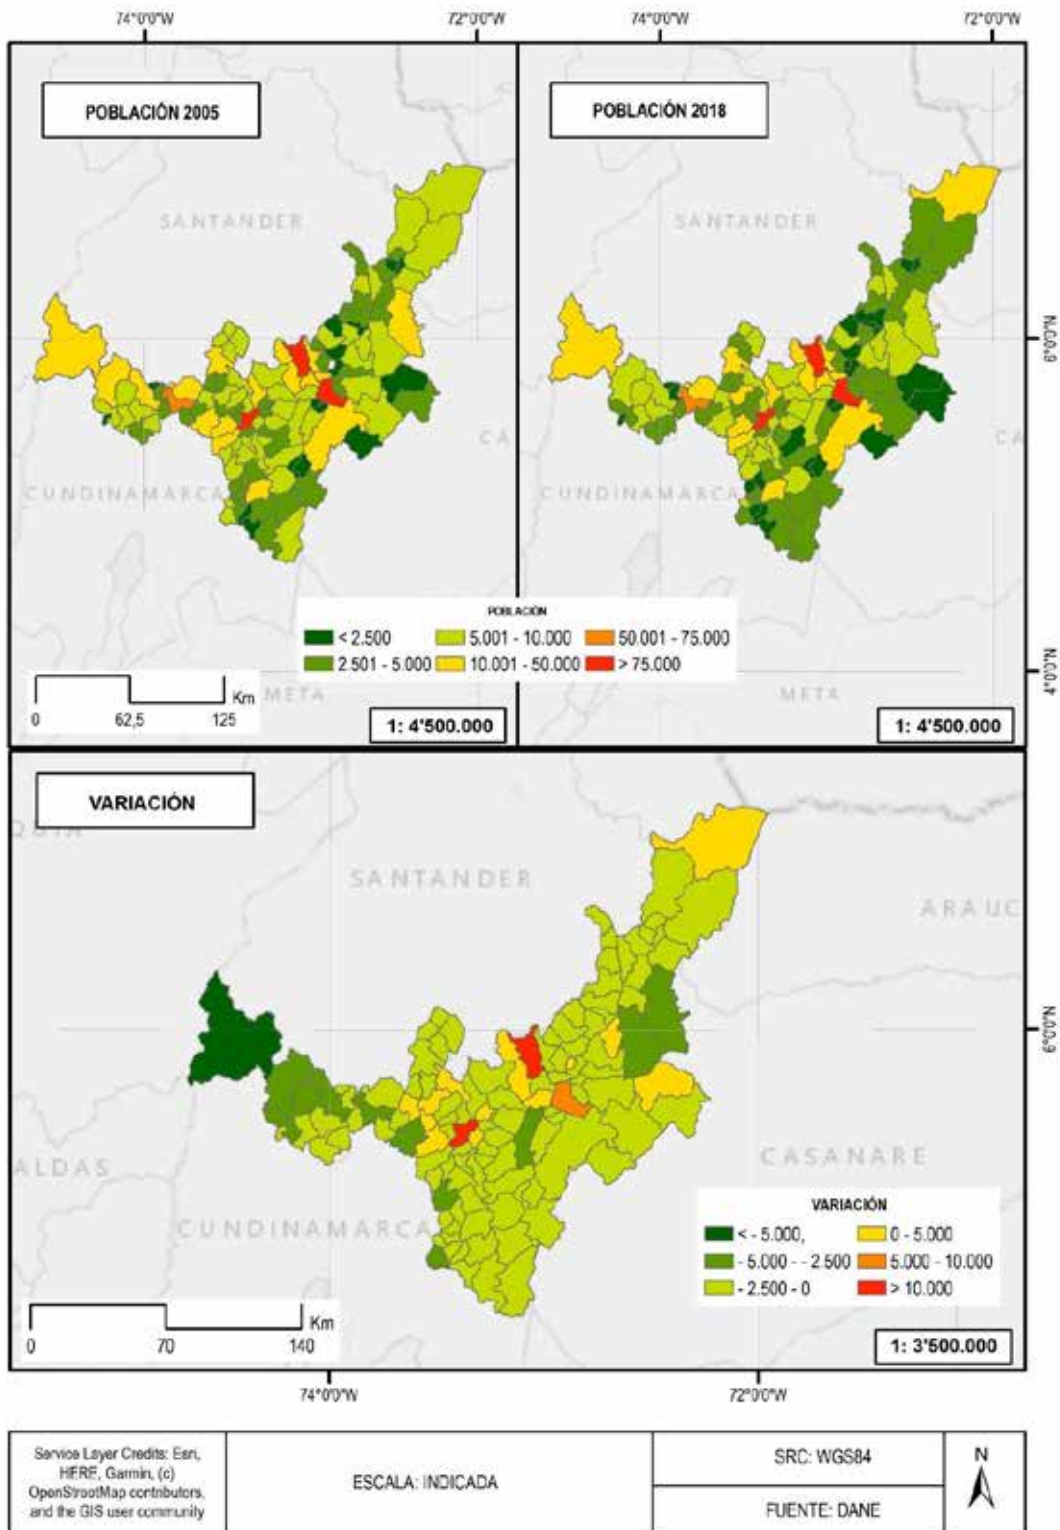 74°0'0"W
72°0'0"W
74°0'0"W
72°0'0"W
POBLACIÓN 2005
POBLACIÓN 2018
SANTANDER
SANTANDER
6°0'0"N
CA
CA
CUNDINAMARCA
CUNDINAMARCA
POBLACIÓN
< 2.500
5.001 - 10.000
50.001 - 75.000
2.501 - 5.000
10.001 - 50.000
> 75.000
META
META
4°0'0"N
Km
0
62,5
125
1: 4'500.000
1: 4'500.000
VARIACIÓN
QUIA
SANTANDER
ARAUC
6°0'0"N
ALDAS
CASANARE
CUNDINAMARCA
VARIACIÓN
< - 5.000,
0 - 5.000
- 5.000 - - 2.500
5.000 - 10.000
- 2.500 - 0
> 10.000
Km
0
70
140
1: 3'500.000
74°0'0"W
72°0'0"W
Service Layer Credits: Esri,
HERE, Garmin, (c)
OpenStreetMap contributors,
and the GIS user community
ESCALA: INDICADA
SRC: WGS84
FUENTE: DANE
N